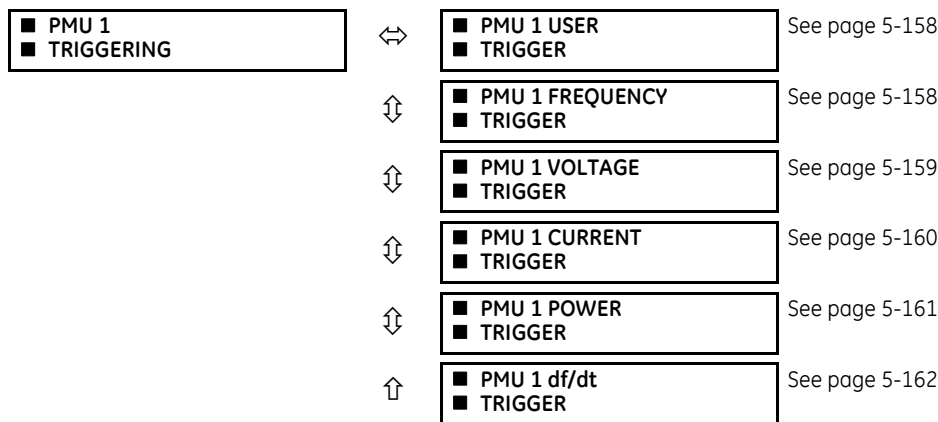 ■ PMU 1
■ TRIGGERING
■ PMU 1 USER
■ TRIGGER
See page 5-158
■ PMU 1 FREQUENCY
■ TRIGGER
See page 5-158
■ PMU 1 VOLTAGE
■ TRIGGER
See page 5-159
■ PMU 1 CURRENT
■ TRIGGER
See page 5-160
■ PMU 1 POWER
■ TRIGGER
See page 5-161
■ PMU 1 df/dt
■ TRIGGER
See page 5-162